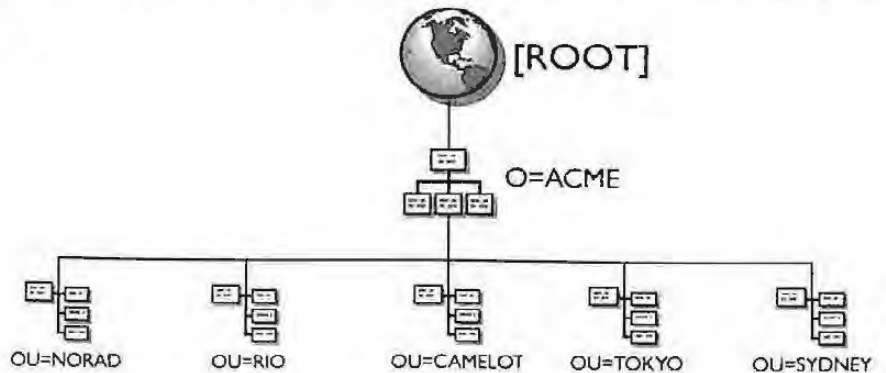 [ROOT]
O=ACME
OU=NORAD
OU=RIO
OU=CAMELOT
OU=TOKYO
OU=SYDNEY